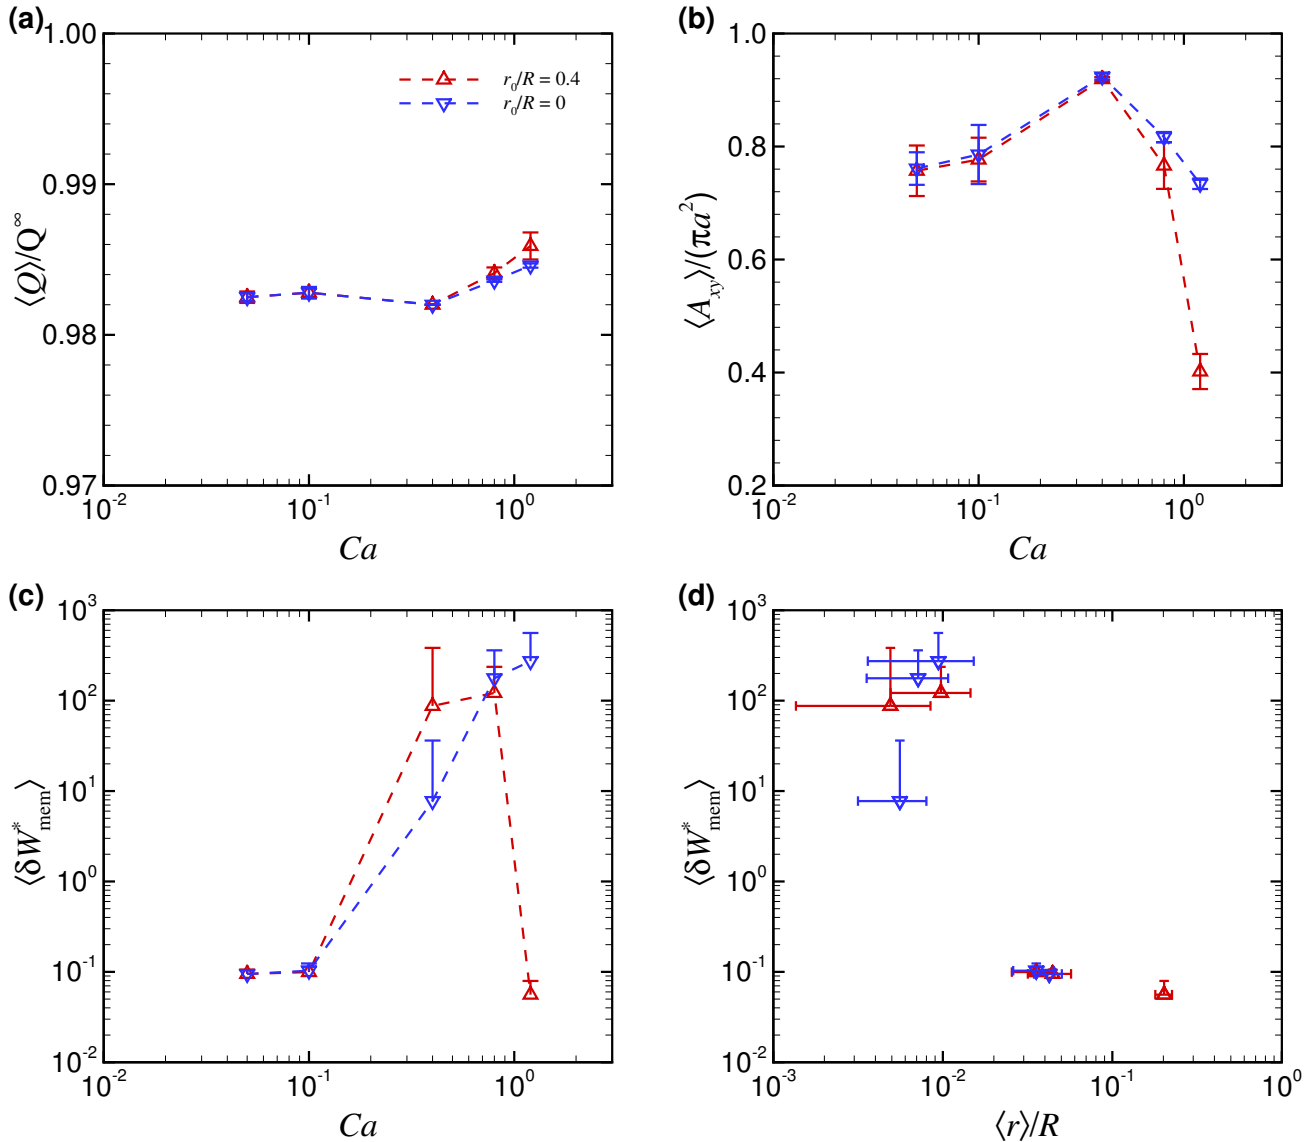 (a)
1.00
0.99
0.98
0.97
⟨Q⟩/Q^∞
r₀/R = 0.4
r₀/R = 0
10⁻² 10⁻¹ 10⁰
Ca
(b)
1.0
0.8
0.6
0.4
0.2
⟨A_xy⟩/(πa²)
10⁻² 10⁻¹ 10⁰
Ca
(c)
10³
10²
10¹
10⁰
10⁻¹
10⁻²
⟨δW*_mem⟩
10⁻² 10⁻¹ 10⁰
Ca
(d)
10³
10²
10¹
10⁰
10⁻¹
10⁻²
⟨δW*_mem⟩
10⁻³ 10⁻² 10⁻¹ 10⁰
⟨r⟩/R